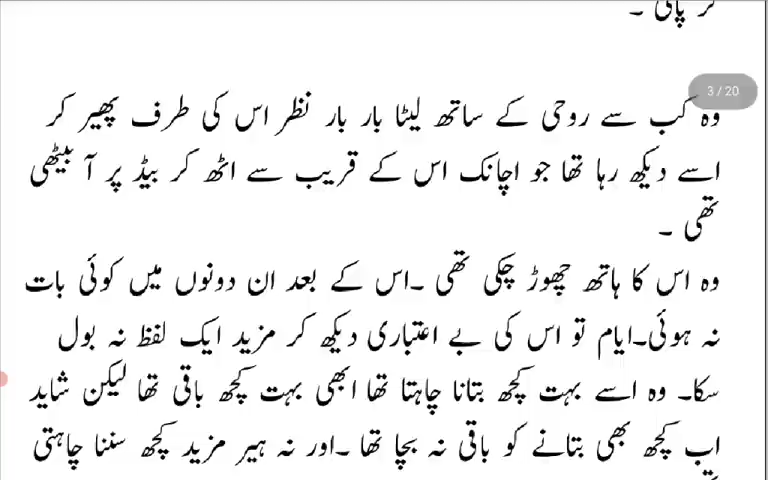 کر پائی ۔
3 / 20
وہ کب سے روحی کے ساتھ لیٹا بار بار نظر اس کی طرف پھیر کر
اسے دیکھ رہا تھا جو اچانک اس کے قریب سے اٹھ کر بیڈ پر آ بیٹھی
تھی ۔
وہ اس کا ہاتھ چھوڑ چکی تھی ۔اس کے بعد ان دونوں میں کوئی بات
نہ ہوئی۔ایام تو اس کی بے اعتباری دیکھ کر مزید ایک لفظ نہ بول
سکا۔ وہ اسے بہت کچھ بتانا چاہتا تھا ابھی بہت کچھ باقی تھا لیکن شاید
اب کچھ بھی بتانے کو باقی نہ بچا تھا ۔اور نہ ہیر مزید کچھ سننا چاہتی